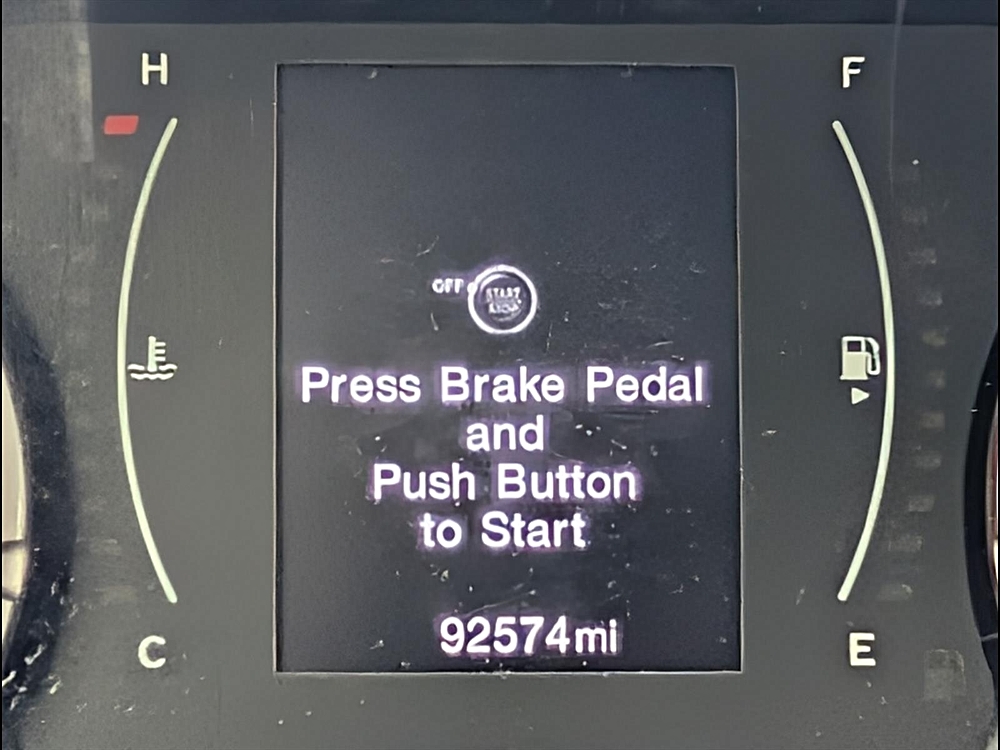 H
F
OFF
START
STOP
Press Brake Pedal
and
Push Button
to Start
92574mi
C
E